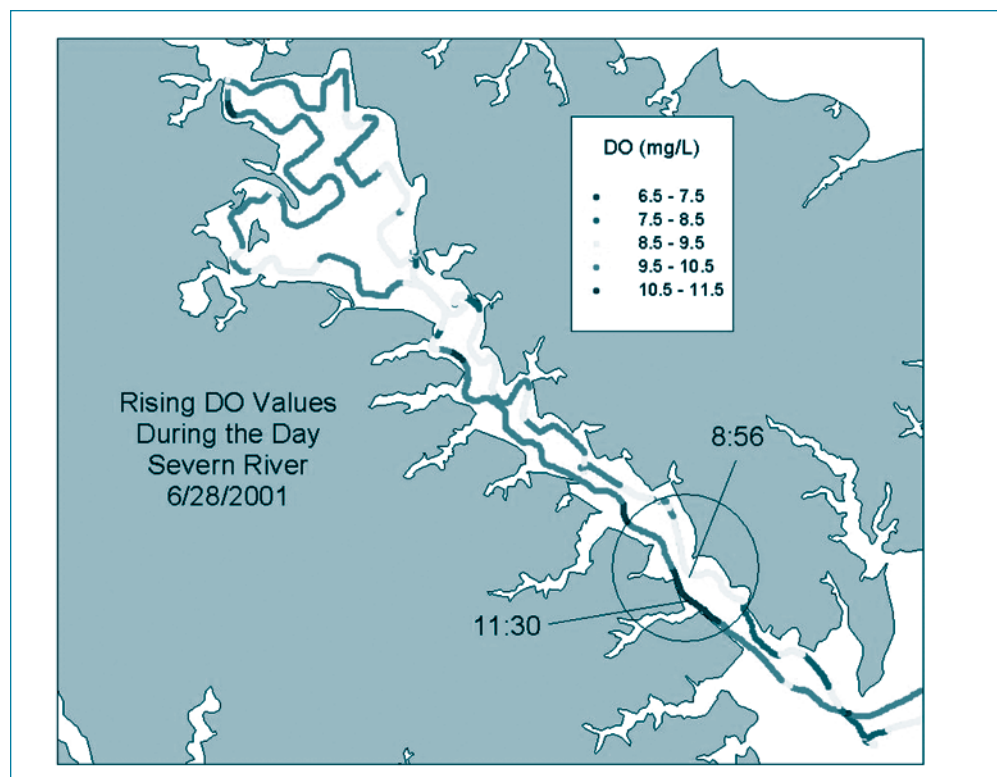 DO (mg/L)
6.5 - 7.5
7.5 - 8.5
8.5 - 9.5
9.5 - 10.5
10.5 - 11.5
Rising DO Values
During the Day
Severn River
6/28/2001
8:56
11:30